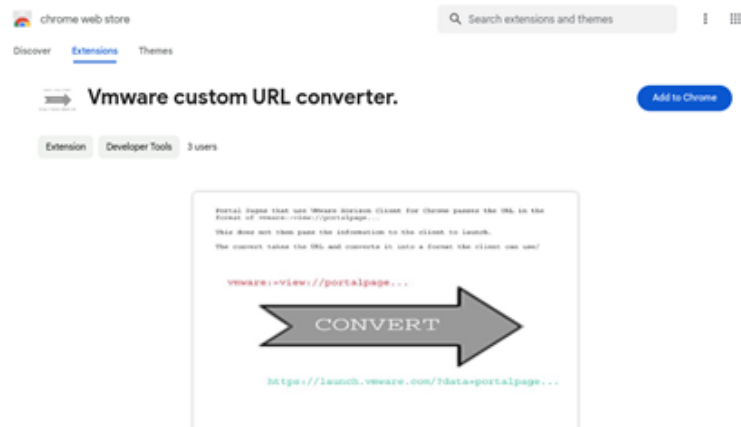 chrome web store
Search extensions and themes
Discover
Extensions
Themes
Vmware custom URL converter.
Add to Chrome
Extension
Developer Tools
3 users
Portal Pages that use VMware Horizon Client for Chrome passes the URL in the
format of vmware:-view://portalpage...
This does not them pass the information to the client to launch.
The convert takes the URL and converts it into a format the client can use/
vmware:-view://portalpage...
CONVERT
https://launch.vmware.com/?data=portalpage...